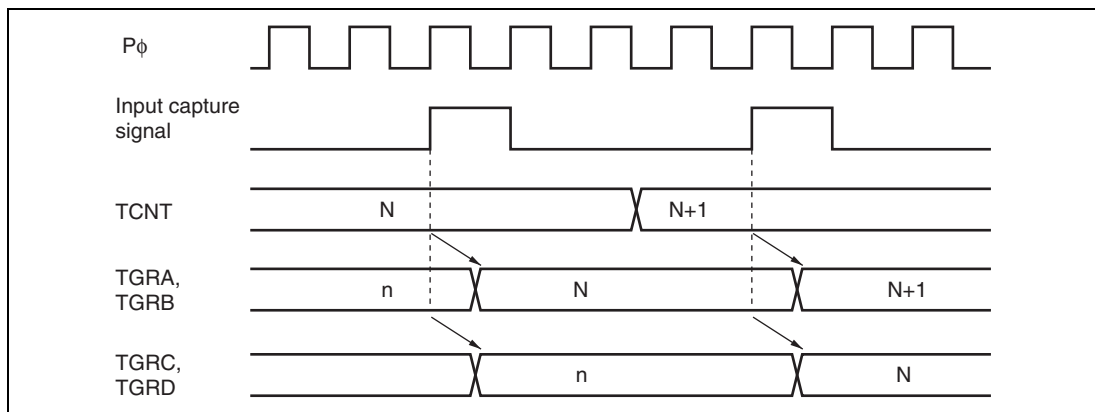 Pϕ
Input capture
signal
TCNT
N
N+1
TGRA,
TGRB
n
N
N+1
TGRC,
TGRD
n
N